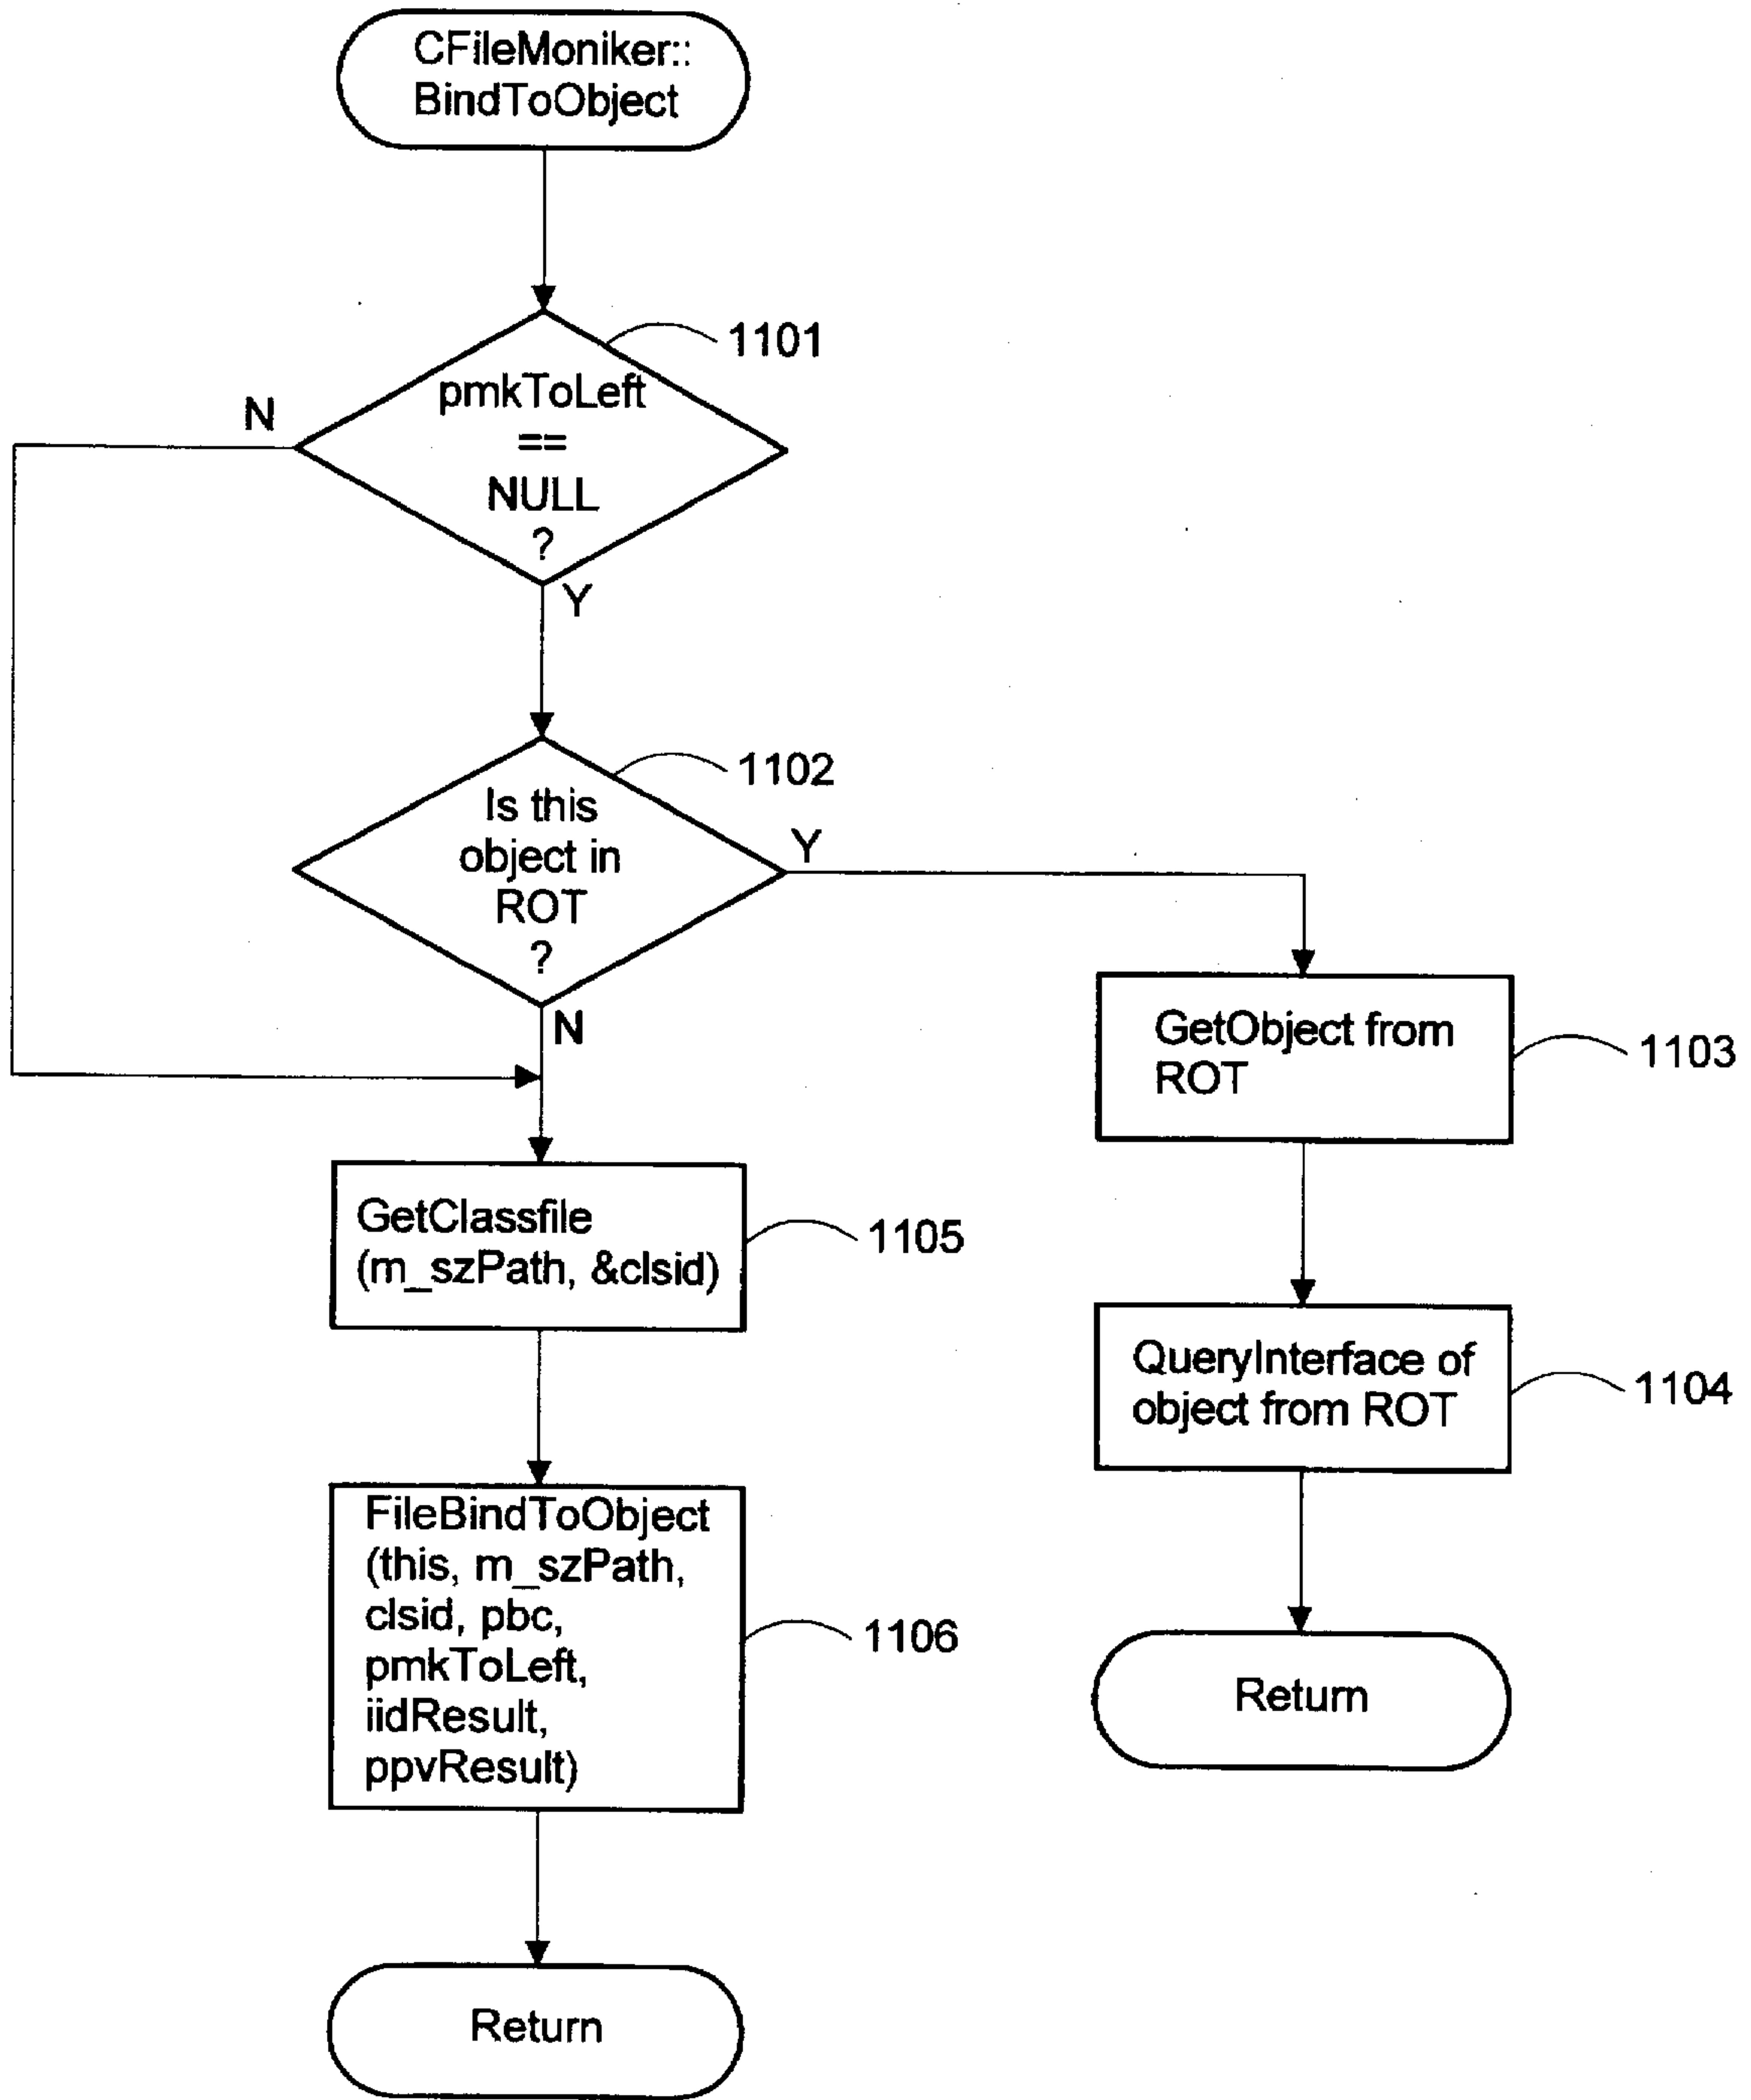 CFileMoniker::
BindToObject
1101
pmkToLeft
==
NULL
?
N
Y
1102
Is this
object in
ROT
?
Y
N
GetObject from
ROT
1103
GetClassfile
(m_szPath, &clsid)
1105
QueryInterface of
object from ROT
1104
FileBindToObject
(this, m_szPath,
clsid, pbc,
pmkToLeft,
iidResult,
ppvResult)
1106
Return
Return